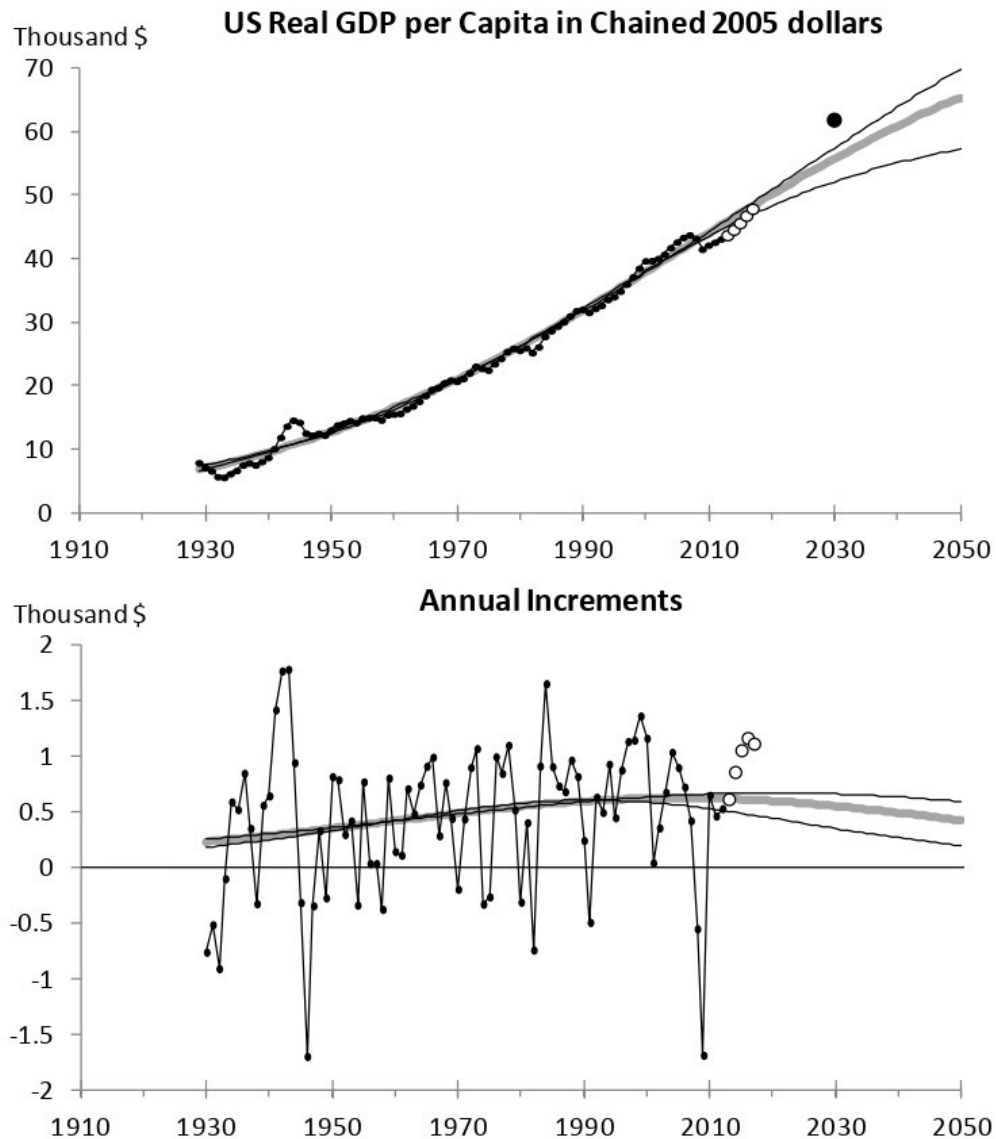 US Real GDP per Capita in Chained 2005 dollars
Thousand $
70
60
50
40
30
20
10
0
1910 1930 1950 1970 1990 2010 2030 2050
Annual Increments
Thousand $
2
1.5
1
0.5
0
-0.5
-1
-1.5
-2
1910 1930 1950 1970 1990 2010 2030 2050